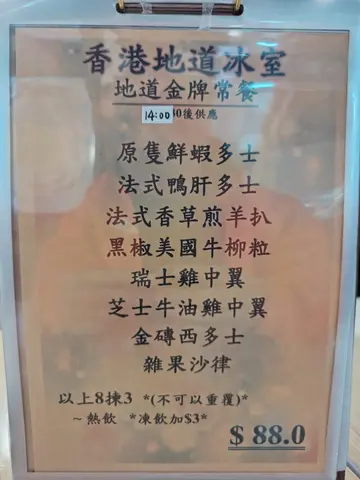 香港地道冰室
地道金牌常餐
14:00後供應
原隻鮮蝦多士
法式鴨肝多士
法式香草煎羊扒
黑椒美國牛柳粒
瑞士雞中翼
芝士牛油雞中翼
金磚西多士
雜果沙律
以上8揀3 *(不可以重覆)*
~ 熱飲 *凍飲加$3*
$ 88.0